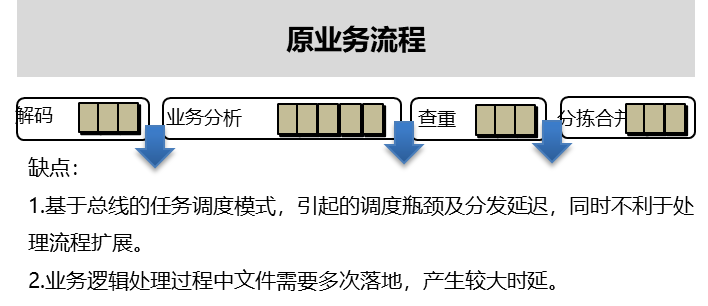 原业务流程
解码 业务分析 查重 分拣合并
缺点：
1.基于总线的任务调度模式，引起的调度瓶颈及分发延迟，同时不利于处
理流程扩展。
2.业务逻辑处理过程中文件需要多次落地，产生较大时延。